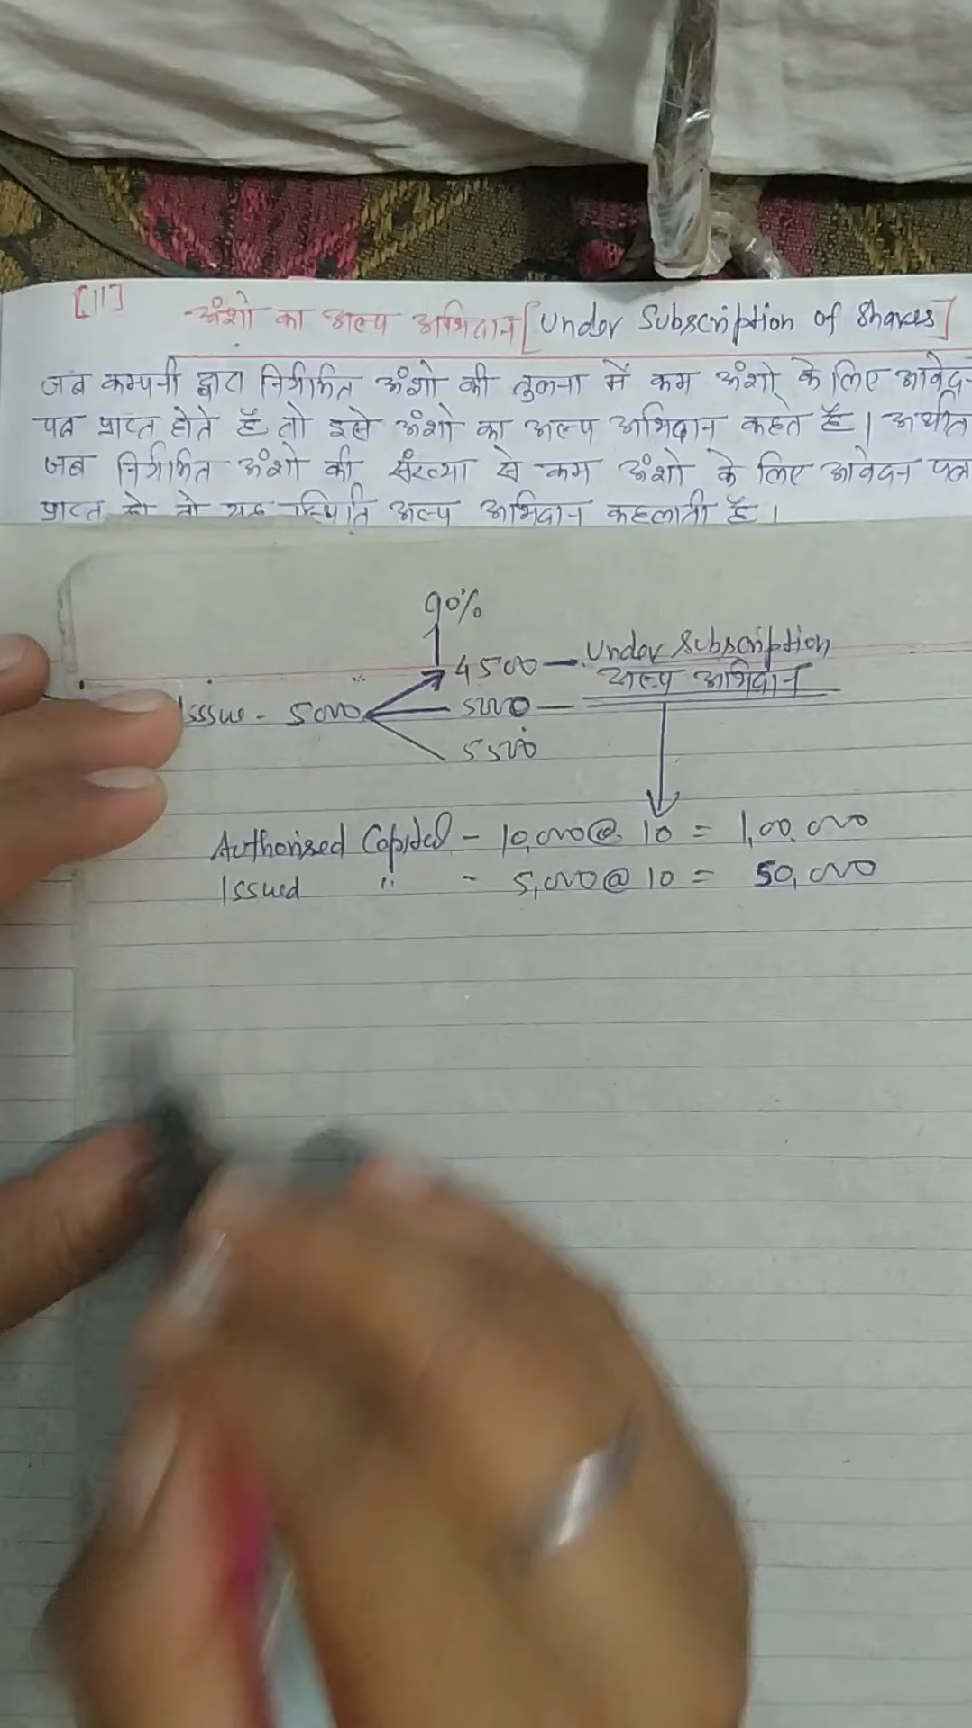 [11] अंशो का अल्प अभिदान [Under Subscription of Shares]
जब कम्पनी द्वारा निर्गमित अंशो की तुलना में कम अंशो के लिए आवेदन
पत्र प्राप्त होते हैं तो इसे अंशो का अल्प अभिदान कहते हैं। अर्थात
जब निर्गमित अंशो की संख्या से कम अंशो के लिए आवेदन पत्र
प्राप्त हो तो यह स्थिति अल्प अभिदान कहलाती है।
90%
4500 — Under Subscription
अल्प अभिदान
Issue - 5000 5000 —
5500
Authorised Capital - 10,000 @ 10 = 1,00,000
Issued " - 5,000 @ 10 = 50,000